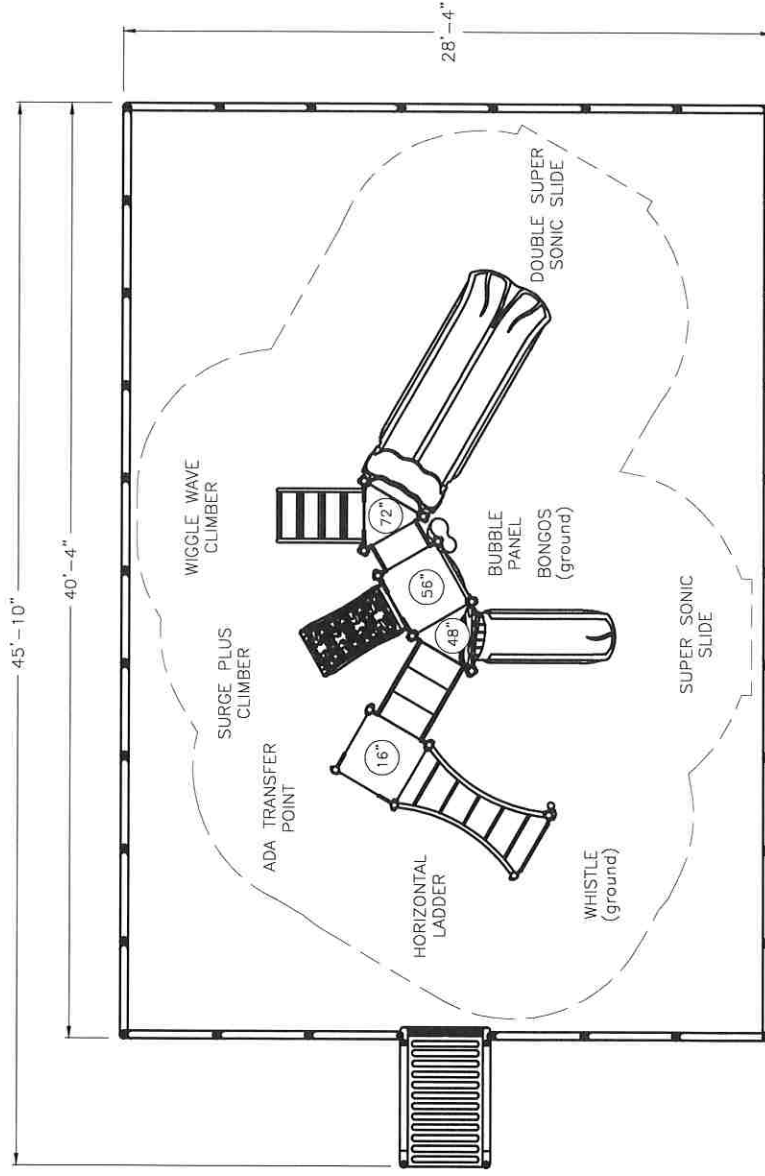 45'-10"
40'-4"
28'-4"
WIGGLE WAVE
CLIMBER
SURGE PLUS
CLIMBER
ADA TRANSFER
POINT
HORIZONTAL
LADDER
WHISTLE
(ground)
16"
48"
56"
72"
BUBBLE
PANEL
BONGOS
(ground)
SUPER SONIC
SLIDE
DOUBLE SUPER
SONIC SLIDE